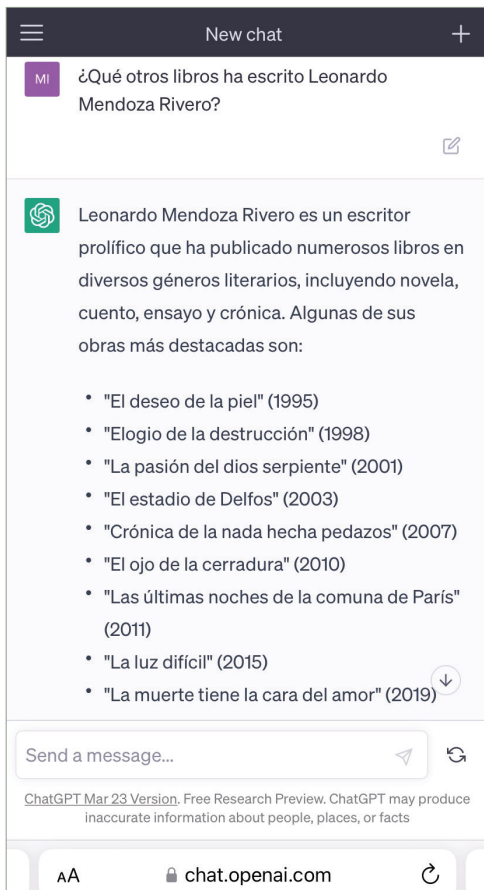 New chat
MI
¿Qué otros libros ha escrito Leonardo
Mendoza Rivero?
Leonardo Mendoza Rivero es un escritor
prolífico que ha publicado numerosos libros en
diversos géneros literarios, incluyendo novela,
cuento, ensayo y crónica. Algunas de sus
obras más destacadas son:
• "El deseo de la piel" (1995)
• "Elogio de la destrucción" (1998)
• "La pasión del dios serpiente" (2001)
• "El estadio de Delfos" (2003)
• "Crónica de la nada hecha pedazos" (2007)
• "El ojo de la cerradura" (2010)
• "Las últimas noches de la comuna de París"
(2011)
• "La luz difícil" (2015)
• "La muerte tiene la cara del amor" (2019)
Send a message...
ChatGPT Mar 23 Version. Free Research Preview. ChatGPT may produce
inaccurate information about people, places, or facts
AA chat.openai.com